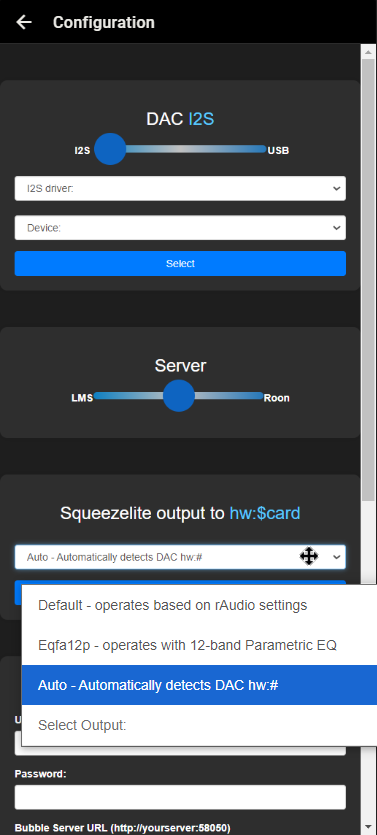 Configuration
DAC I2S
I2S USB
I2S driver:
Device:
Select
Server
LMS Roon
Squeezelite output to hw:$card
Auto - Automatically detects DAC hw:#
Default - operates based on rAudio settings
Eqfa12p - operates with 12-band Parametric EQ
Auto - Automatically detects DAC hw:#
Select Output:
Password:
Bubble Server URL (http://yourserver:58050)